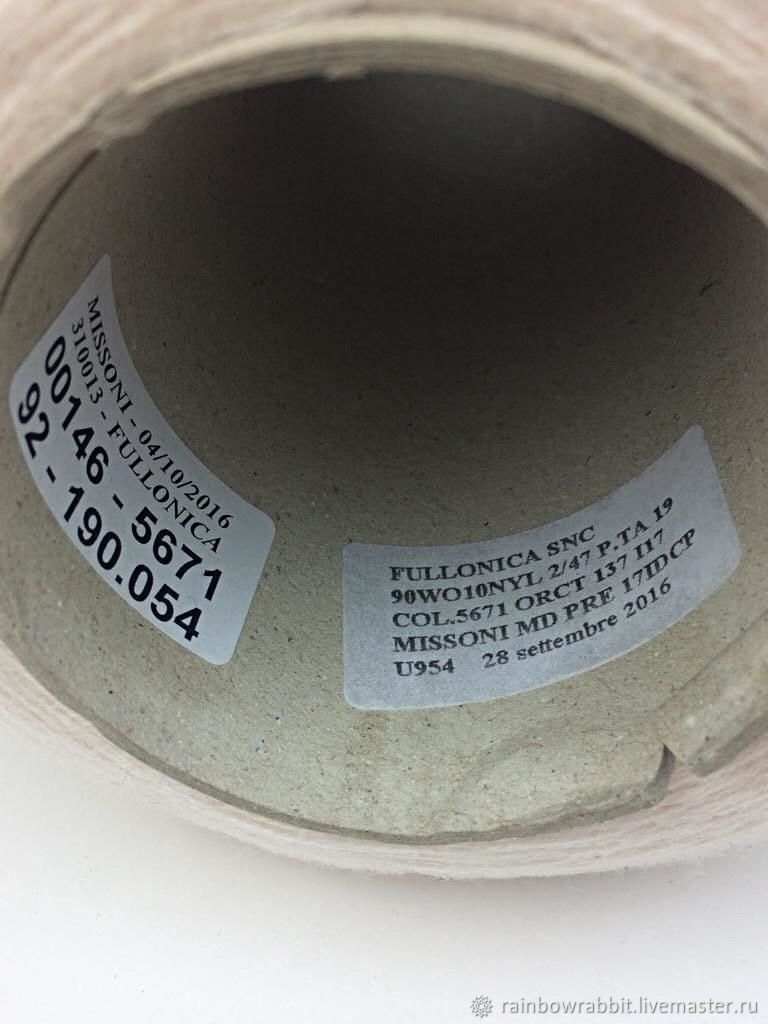 MISSONI - 04/10/2016
310013 - FULLONICA
00146 - 5671
92 - 190.054
FULLONICA SNC
90WO10NYL 2/47 P.TA 19
COL.5671 ORCT 137 I17
MISSONI MD PRE 17IDCP
U954 28 settembre 2016
rainbowrabbit.livemaster.ru